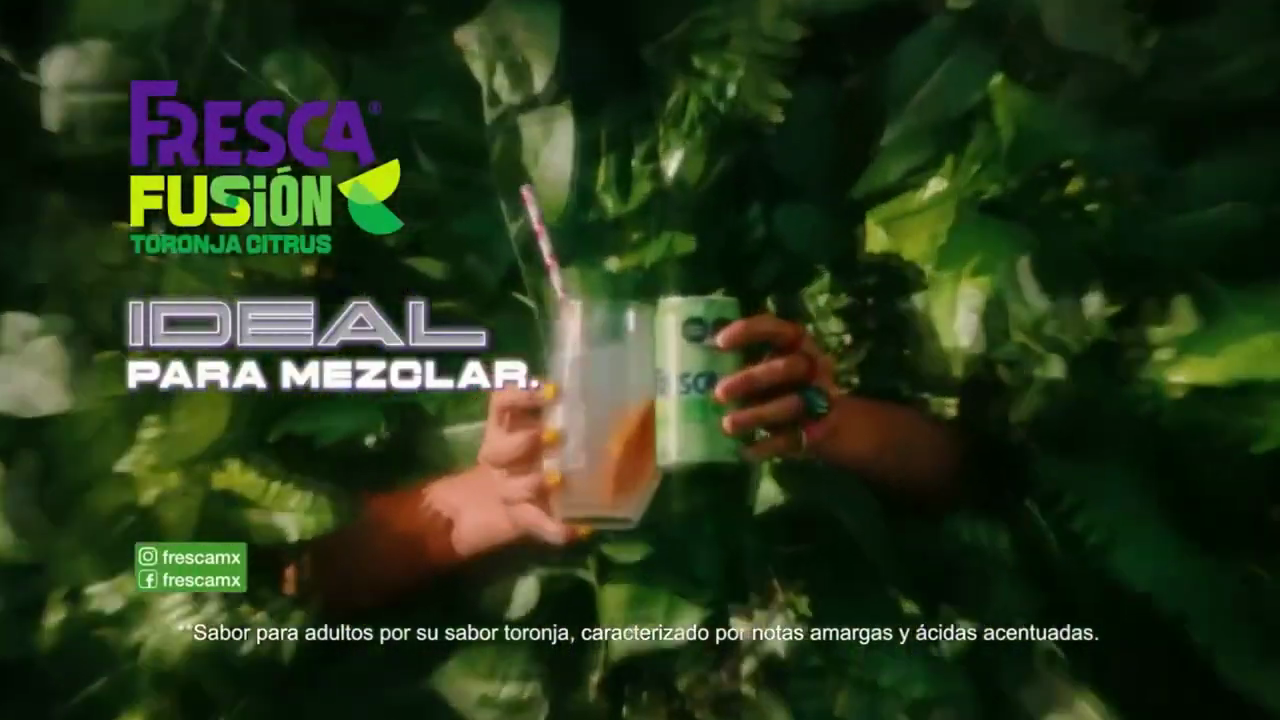 FRESCA®
FUSIÓN
TORONJA CITRUS
IDEAL
PARA MEZCLAR.
frescamx
frescamx
**Sabor para adultos por su sabor toronja, caracterizado por notas amargas y ácidas acentuadas.